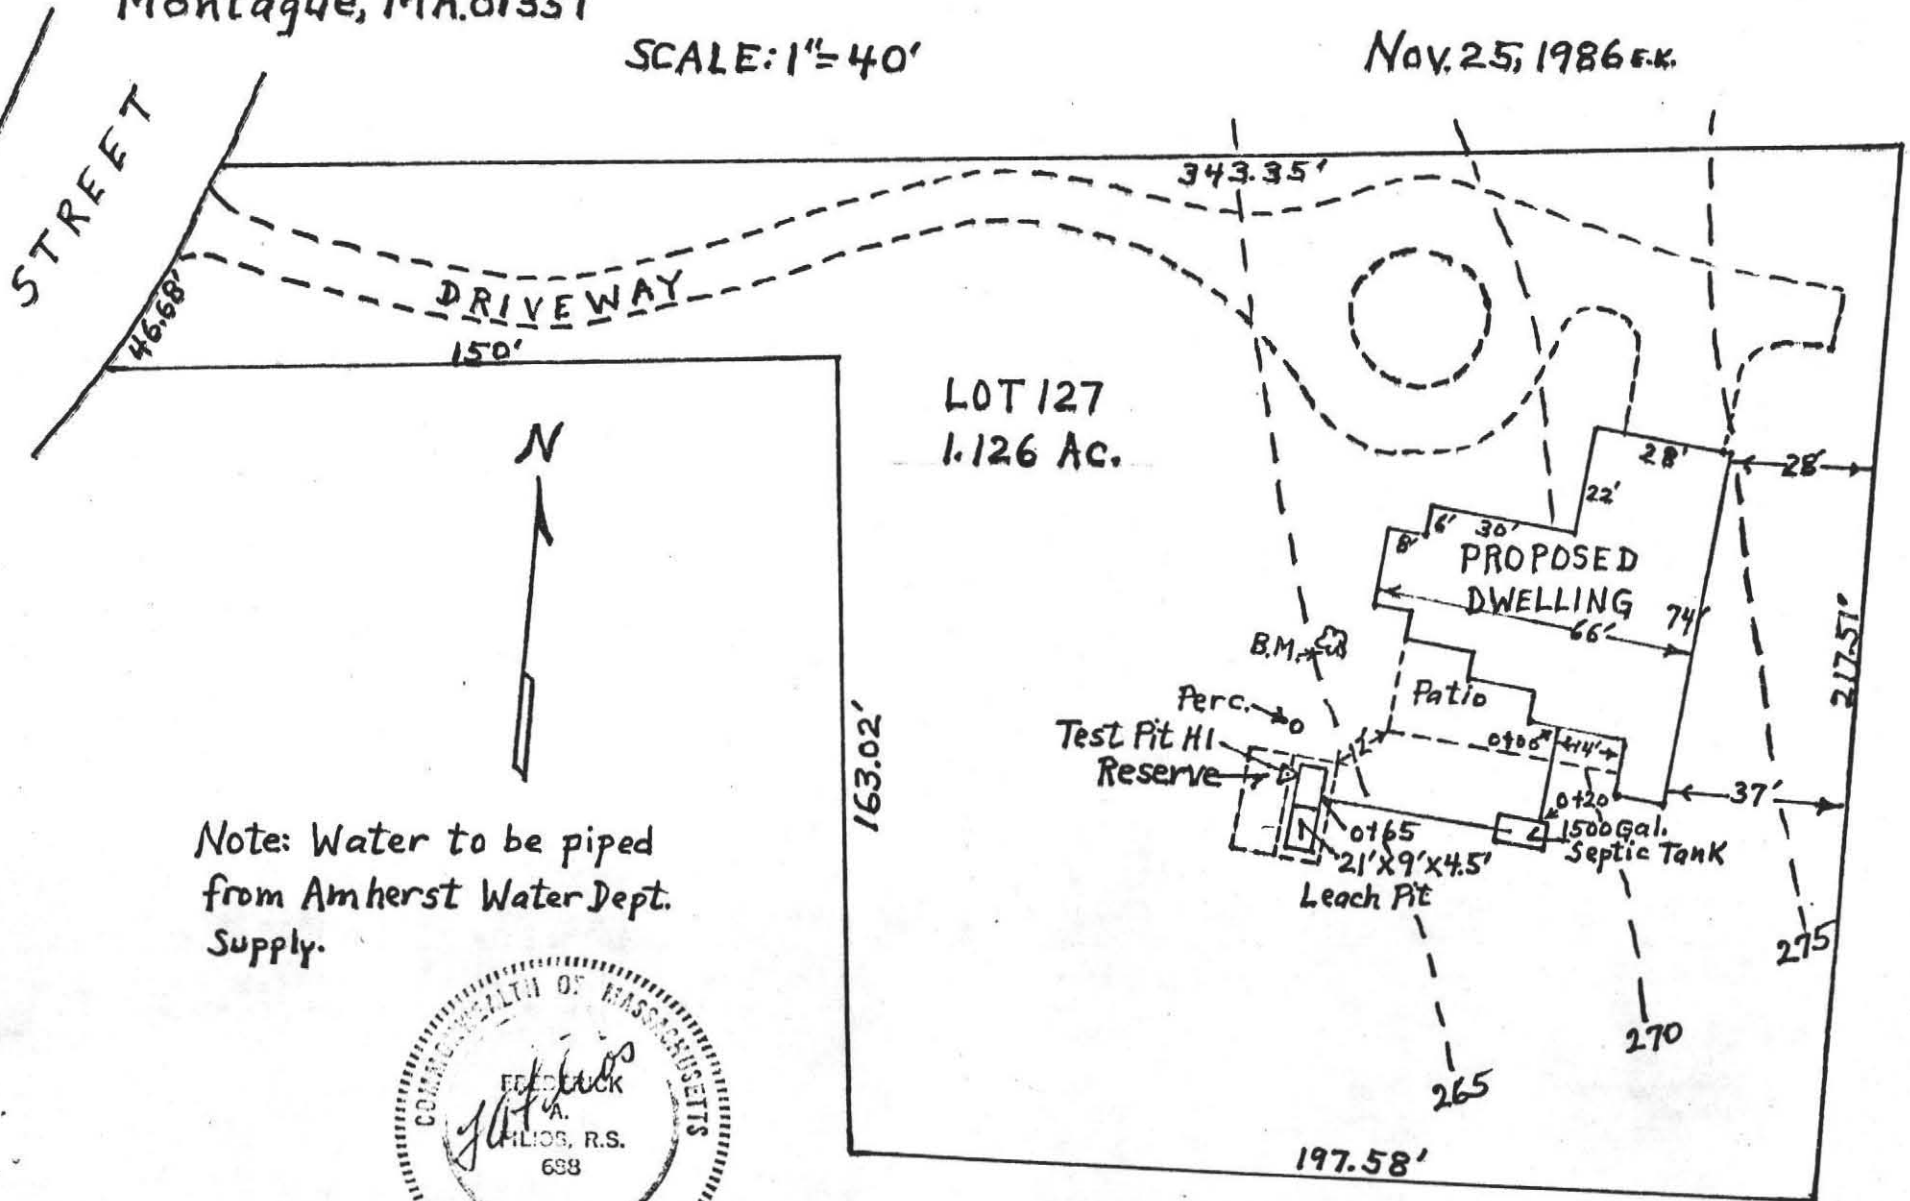 Montague, MA. 01351
SCALE: 1"= 40'
Nov. 25, 1986 E.K.
STREET
46.68'
343.35'
DRIVEWAY
150'
LOT 127
1.126 Ac.
N
28'
28'
22'
6'
30'
8'
PROPOSED
DWELLING
74'
66'
217.51'
B.M.
Patio
Perc.
163.02'
Test Pit H1
Reserve
0+00
14'
37'
0+20
0+65
1500 Gal.
Septic Tank
21'x9'x4.5'
Leach Pit
Note: Water to be piped
from Amherst Water Dept.
Supply.
275
270
265
197.58'
COMMONWEALTH OF MASSACHUSETTS
A.
FILIOS, R.S.
698